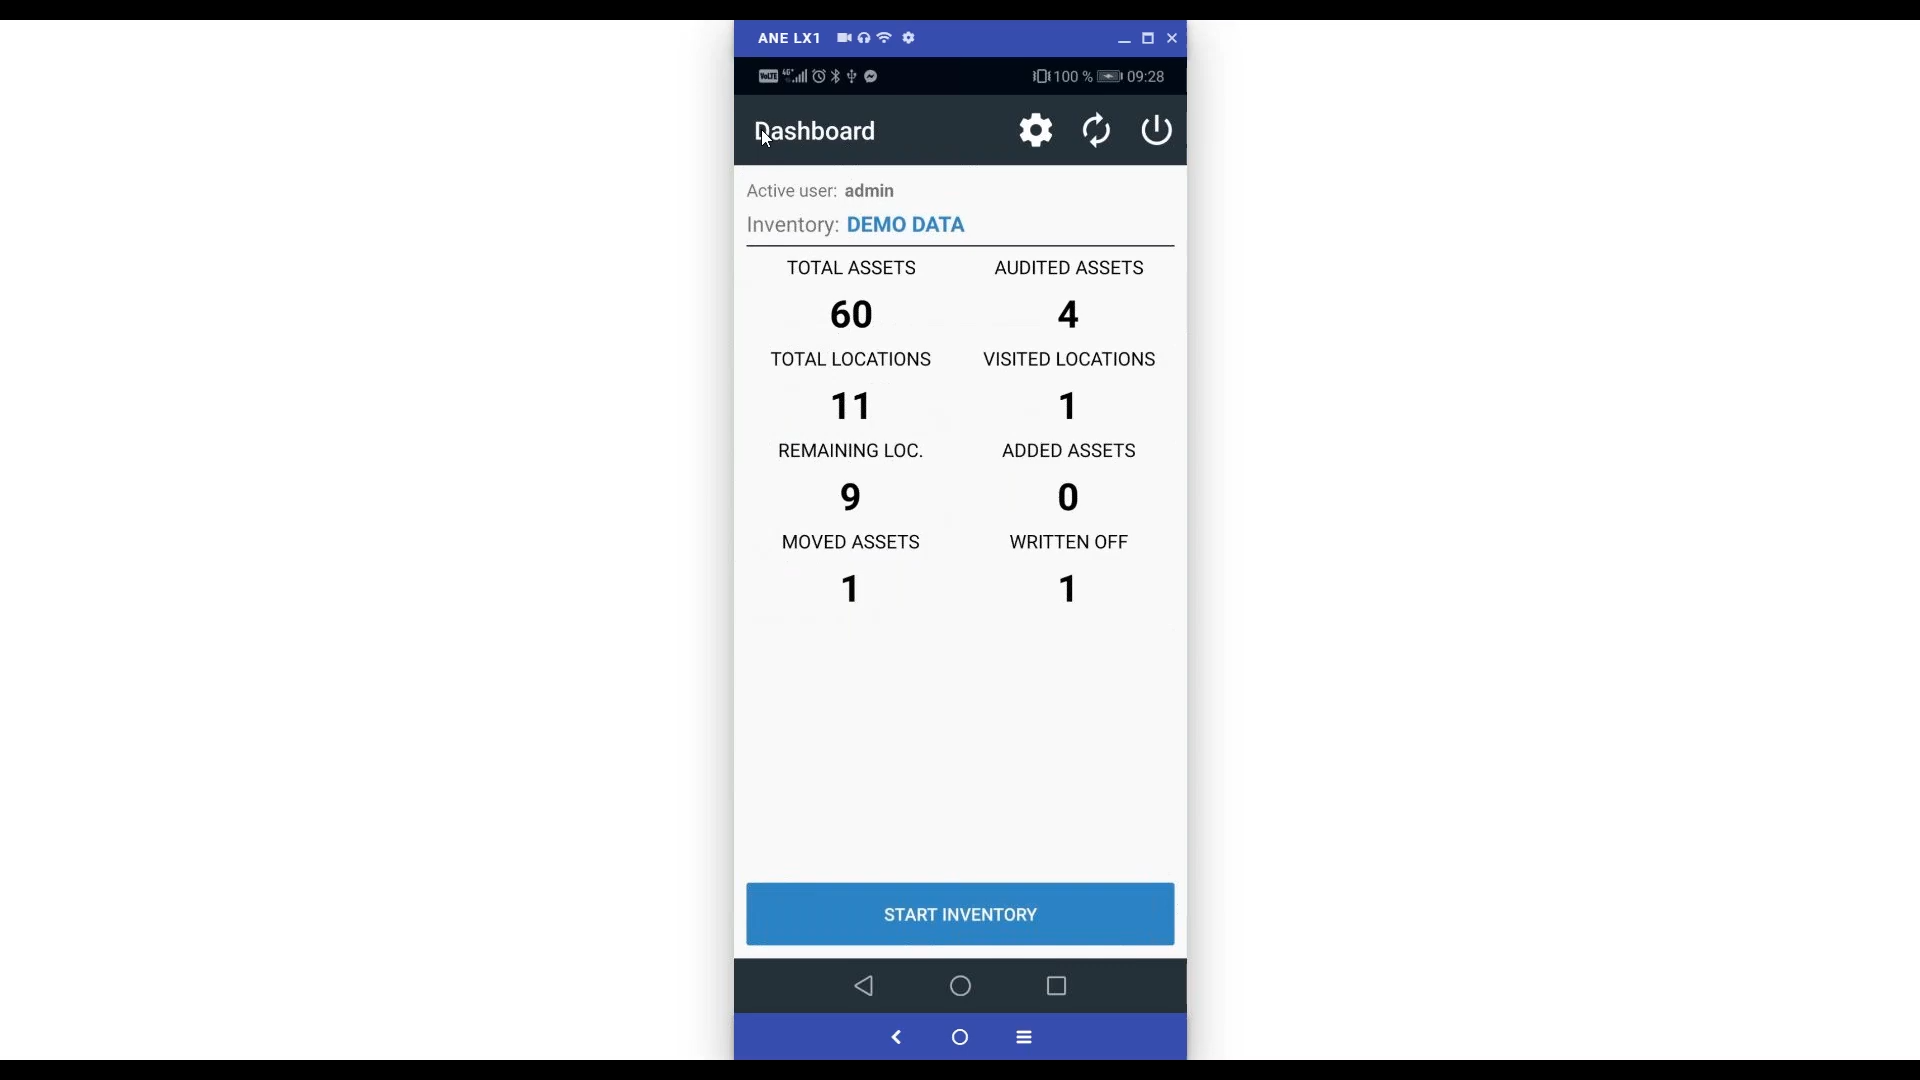 ANE LX1
VoLTE 4G+ 100 % 09:28
Dashboard
Active user: admin
Inventory: DEMO DATA
TOTAL ASSETS AUDITED ASSETS
60 4
TOTAL LOCATIONS VISITED LOCATIONS
11 1
REMAINING LOC. ADDED ASSETS
9 0
MOVED ASSETS WRITTEN OFF
1 1
START INVENTORY